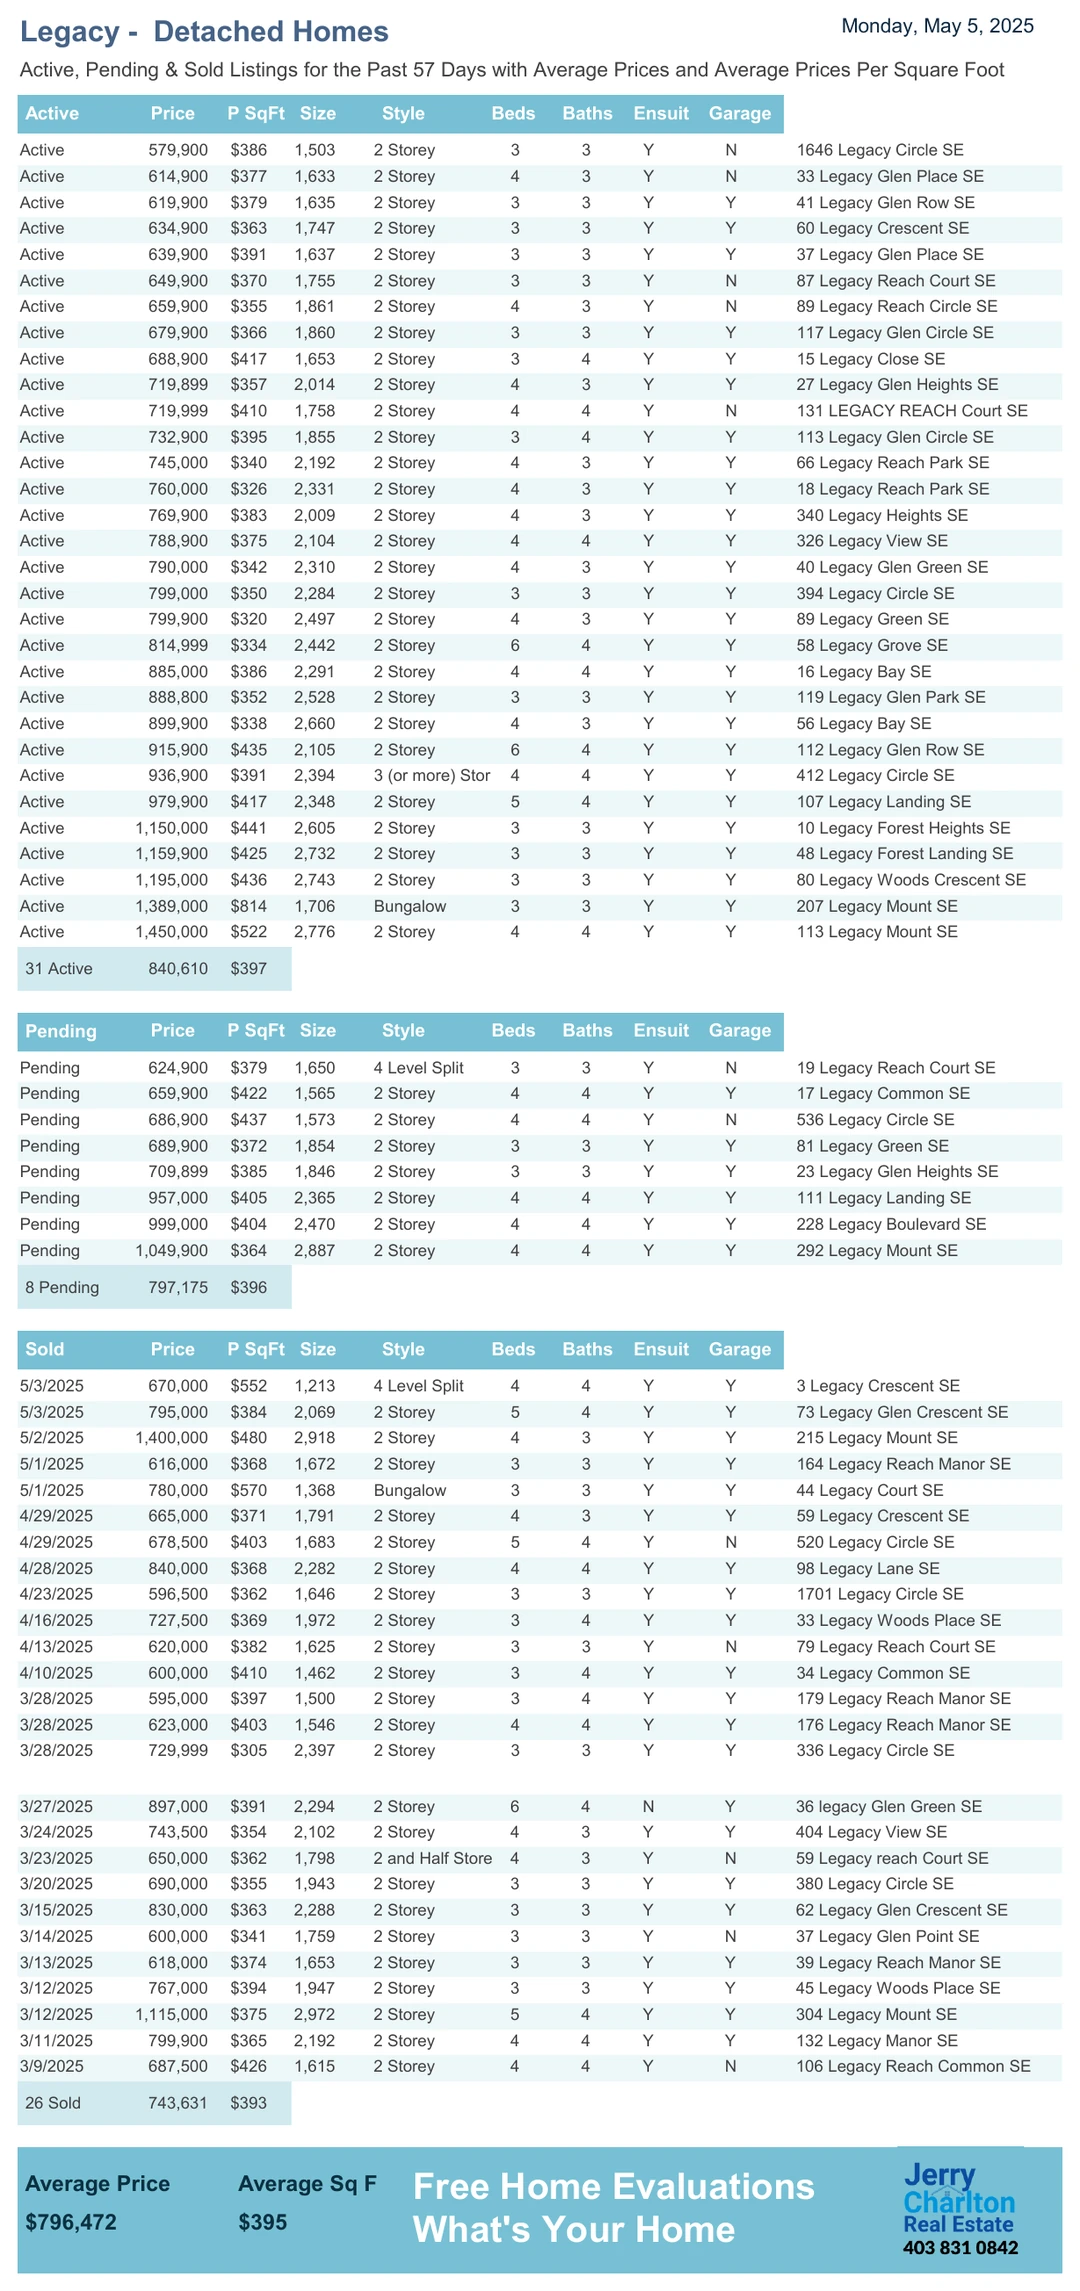 Legacy - Detached Homes
Monday, May 5, 2025
Active, Pending & Sold Listings for the Past 57 Days with Average Prices and Average Prices Per Square Foot
Active Price P SqFt Size Style Beds Baths Ensuit Garage
Active 579,900 $386 1,503 2 Storey 3 3 Y N 1646 Legacy Circle SE
Active 614,900 $377 1,633 2 Storey 4 3 Y N 33 Legacy Glen Place SE
Active 619,900 $379 1,635 2 Storey 3 3 Y Y 41 Legacy Glen Row SE
Active 634,900 $363 1,747 2 Storey 3 3 Y Y 60 Legacy Crescent SE
Active 639,900 $391 1,637 2 Storey 3 3 Y Y 37 Legacy Glen Place SE
Active 649,900 $370 1,755 2 Storey 3 3 Y N 87 Legacy Reach Court SE
Active 659,900 $355 1,861 2 Storey 4 3 Y N 89 Legacy Reach Circle SE
Active 679,900 $366 1,860 2 Storey 3 3 Y Y 117 Legacy Glen Circle SE
Active 688,900 $417 1,653 2 Storey 3 4 Y Y 15 Legacy Close SE
Active 719,899 $357 2,014 2 Storey 4 3 Y Y 27 Legacy Glen Heights SE
Active 719,999 $410 1,758 2 Storey 4 4 Y N 131 LEGACY REACH Court SE
Active 732,900 $395 1,855 2 Storey 3 4 Y Y 113 Legacy Glen Circle SE
Active 745,000 $340 2,192 2 Storey 4 3 Y Y 66 Legacy Reach Park SE
Active 760,000 $326 2,331 2 Storey 4 3 Y Y 18 Legacy Reach Park SE
Active 769,900 $383 2,009 2 Storey 4 3 Y Y 340 Legacy Heights SE
Active 788,900 $375 2,104 2 Storey 4 4 Y Y 326 Legacy View SE
Active 790,000 $342 2,310 2 Storey 4 3 Y Y 40 Legacy Glen Green SE
Active 799,000 $350 2,284 2 Storey 3 3 Y Y 394 Legacy Circle SE
Active 799,900 $320 2,497 2 Storey 4 3 Y Y 89 Legacy Green SE
Active 814,999 $334 2,442 2 Storey 6 4 Y Y 58 Legacy Grove SE
Active 885,000 $386 2,291 2 Storey 4 4 Y Y 16 Legacy Bay SE
Active 888,800 $352 2,528 2 Storey 3 3 Y Y 119 Legacy Glen Park SE
Active 899,900 $338 2,660 2 Storey 4 3 Y Y 56 Legacy Bay SE
Active 915,900 $435 2,105 2 Storey 6 4 Y Y 112 Legacy Glen Row SE
Active 936,900 $391 2,394 3 (or more) Stor 4 4 Y Y 412 Legacy Circle SE
Active 979,900 $417 2,348 2 Storey 5 4 Y Y 107 Legacy Landing SE
Active 1,150,000 $441 2,605 2 Storey 3 3 Y Y 10 Legacy Forest Heights SE
Active 1,159,900 $425 2,732 2 Storey 3 3 Y Y 48 Legacy Forest Landing SE
Active 1,195,000 $436 2,743 2 Storey 3 3 Y Y 80 Legacy Woods Crescent SE
Active 1,389,000 $814 1,706 Bungalow 3 3 Y Y 207 Legacy Mount SE
Active 1,450,000 $522 2,776 2 Storey 4 4 Y Y 113 Legacy Mount SE
31 Active 840,610 $397
Pending Price P SqFt Size Style Beds Baths Ensuit Garage
Pending 624,900 $379 1,650 4 Level Split 3 3 Y N 19 Legacy Reach Court SE
Pending 659,900 $422 1,565 2 Storey 4 4 Y Y 17 Legacy Common SE
Pending 686,900 $437 1,573 2 Storey 4 4 Y N 536 Legacy Circle SE
Pending 689,900 $372 1,854 2 Storey 3 3 Y Y 81 Legacy Green SE
Pending 709,899 $385 1,846 2 Storey 3 3 Y Y 23 Legacy Glen Heights SE
Pending 957,000 $405 2,365 2 Storey 4 4 Y Y 111 Legacy Landing SE
Pending 999,000 $404 2,470 2 Storey 4 4 Y Y 228 Legacy Boulevard SE
Pending 1,049,900 $364 2,887 2 Storey 4 4 Y Y 292 Legacy Mount SE
8 Pending 797,175 $396
Sold Price P SqFt Size Style Beds Baths Ensuit Garage
5/3/2025 670,000 $552 1,213 4 Level Split 4 4 Y Y 3 Legacy Crescent SE
5/3/2025 795,000 $384 2,069 2 Storey 5 4 Y Y 73 Legacy Glen Crescent SE
5/2/2025 1,400,000 $480 2,918 2 Storey 4 3 Y Y 215 Legacy Mount SE
5/1/2025 616,000 $368 1,672 2 Storey 3 3 Y Y 164 Legacy Reach Manor SE
5/1/2025 780,000 $570 1,368 Bungalow 3 3 Y Y 44 Legacy Court SE
4/29/2025 665,000 $371 1,791 2 Storey 4 3 Y Y 59 Legacy Crescent SE
4/29/2025 678,500 $403 1,683 2 Storey 5 4 Y N 520 Legacy Circle SE
4/28/2025 840,000 $368 2,282 2 Storey 4 4 Y Y 98 Legacy Lane SE
4/23/2025 596,500 $362 1,646 2 Storey 3 3 Y Y 1701 Legacy Circle SE
4/16/2025 727,500 $369 1,972 2 Storey 3 4 Y Y 33 Legacy Woods Place SE
4/13/2025 620,000 $382 1,625 2 Storey 3 3 Y N 79 Legacy Reach Court SE
4/10/2025 600,000 $410 1,462 2 Storey 3 4 Y Y 34 Legacy Common SE
3/28/2025 595,000 $397 1,500 2 Storey 3 4 Y Y 179 Legacy Reach Manor SE
3/28/2025 623,000 $403 1,546 2 Storey 4 4 Y Y 176 Legacy Reach Manor SE
3/28/2025 729,999 $305 2,397 2 Storey 3 3 Y Y 336 Legacy Circle SE
3/27/2025 897,000 $391 2,294 2 Storey 6 4 N Y 36 legacy Glen Green SE
3/24/2025 743,500 $354 2,102 2 Storey 4 3 Y Y 404 Legacy View SE
3/23/2025 650,000 $362 1,798 2 and Half Store 4 3 Y N 59 Legacy reach Court SE
3/20/2025 690,000 $355 1,943 2 Storey 3 3 Y Y 380 Legacy Circle SE
3/15/2025 830,000 $363 2,288 2 Storey 3 3 Y Y 62 Legacy Glen Crescent SE
3/14/2025 600,000 $341 1,759 2 Storey 3 3 Y N 37 Legacy Glen Point SE
3/13/2025 618,000 $374 1,653 2 Storey 3 3 Y Y 39 Legacy Reach Manor SE
3/12/2025 767,000 $394 1,947 2 Storey 3 3 Y Y 45 Legacy Woods Place SE
3/12/2025 1,115,000 $375 2,972 2 Storey 5 4 Y Y 304 Legacy Mount SE
3/11/2025 799,900 $365 2,192 2 Storey 4 4 Y Y 132 Legacy Manor SE
3/9/2025 687,500 $426 1,615 2 Storey 4 4 Y N 106 Legacy Reach Common SE
26 Sold 743,631 $393
Average Price Average Sq F
$796,472 $395
Free Home Evaluations
What's Your Home
Jerry
Charlton
Real Estate
403 831 0842